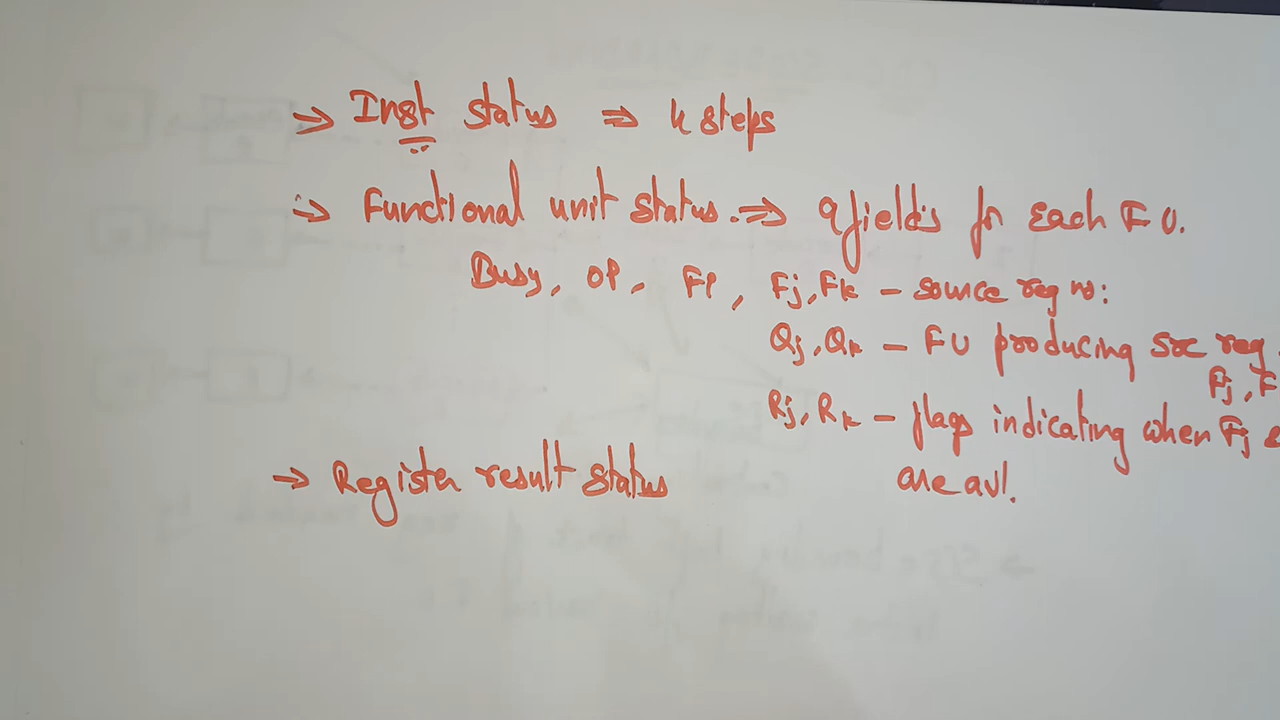 → Inst status ⇒ 4 steps
→ Functional unit status. ⇒ 9 fields for each FU.
Busy, OP, Fi, Fj, Fk – source reg no:
Qj, Qk – FU producing src reg.
Fj, F
Rj, Rk – flags indicating when Fj &
are avl.
→ Register result status